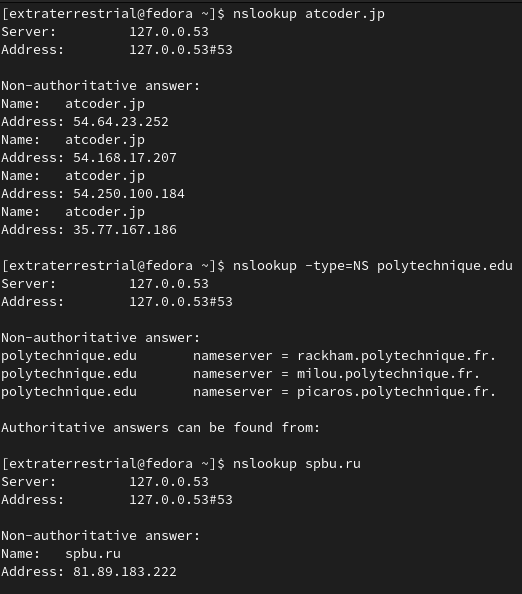 [extraterrestrial@fedora ~]$ nslookup atcoder.jp
Server:         127.0.0.53
Address:        127.0.0.53#53

Non-authoritative answer:
Name:   atcoder.jp
Address: 54.64.23.252
Name:   atcoder.jp
Address: 54.168.17.207
Name:   atcoder.jp
Address: 54.250.100.184
Name:   atcoder.jp
Address: 35.77.167.186

[extraterrestrial@fedora ~]$ nslookup -type=NS polytechnique.edu
Server:         127.0.0.53
Address:        127.0.0.53#53

Non-authoritative answer:
polytechnique.edu       nameserver = rackham.polytechnique.fr.
polytechnique.edu       nameserver = milou.polytechnique.fr.
polytechnique.edu       nameserver = picaros.polytechnique.fr.

Authoritative answers can be found from:

[extraterrestrial@fedora ~]$ nslookup spbu.ru
Server:         127.0.0.53
Address:        127.0.0.53#53

Non-authoritative answer:
Name:   spbu.ru
Address: 81.89.183.222